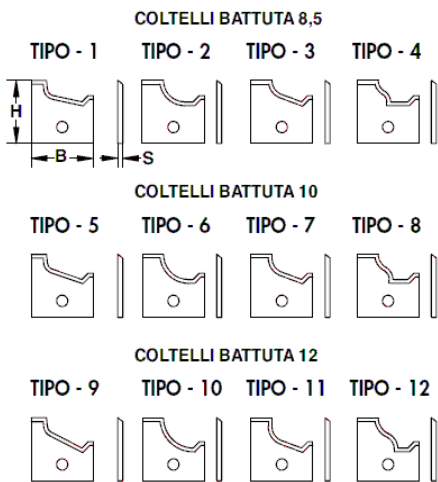 COLTELLI BATTUTA 8,5
TIPO - 1 TIPO - 2 TIPO - 3 TIPO - 4
H
B S
COLTELLI BATTUTA 10
TIPO - 5 TIPO - 6 TIPO - 7 TIPO - 8
COLTELLI BATTUTA 12
TIPO - 9 TIPO - 10 TIPO - 11 TIPO - 12